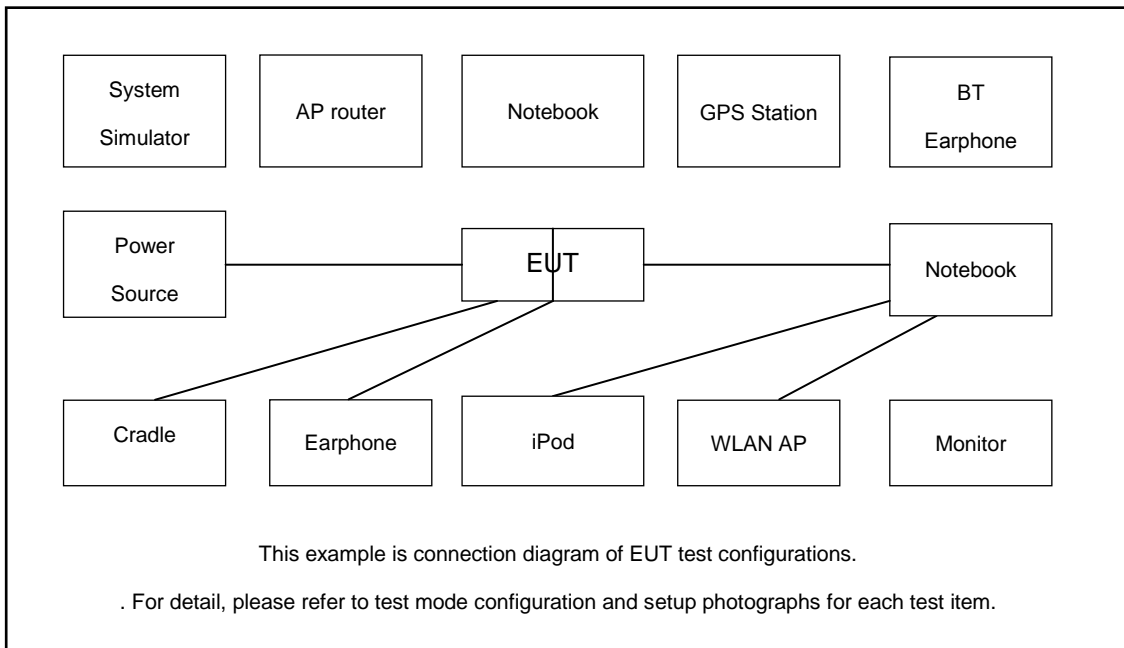 System
Simulator
AP router
Notebook
GPS Station
BT
Earphone
Power
Source
EUT
Notebook
Cradle
Earphone
iPod
WLAN AP
Monitor
This example is connection diagram of EUT test configurations.
. For detail, please refer to test mode configuration and setup photographs for each test item.